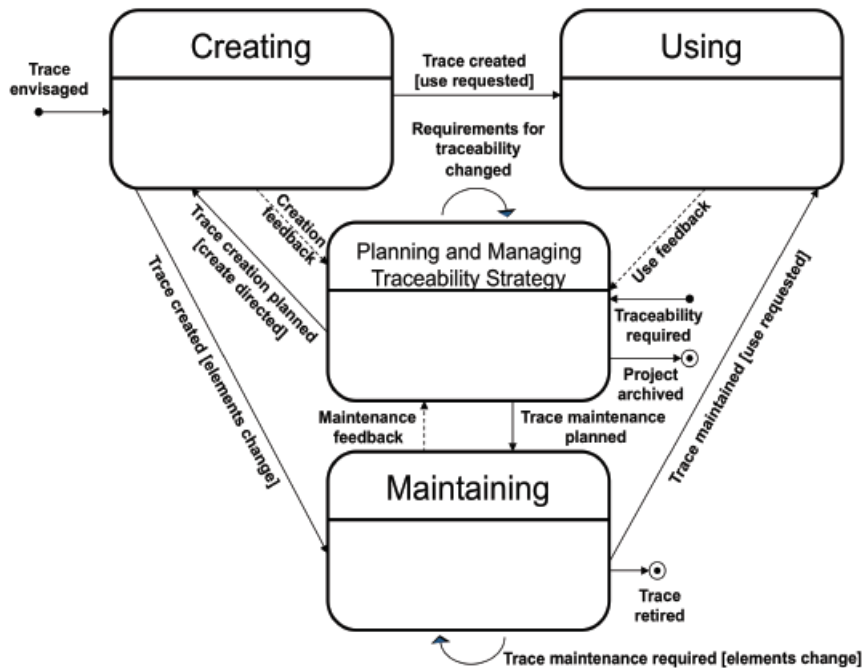 Creating
Using
Trace
envisaged
Trace created
[use requested]
Requirements for
traceability
changed
Creation
feedback
Trace creation planned
[create directed]
Planning and Managing
Traceability Strategy
Use feedback
Traceability
required
Project
archived
Trace created [elements change]
Maintenance
feedback
Trace maintenance
planned
Trace maintained [use requested]
Maintaining
Trace
retired
Trace maintenance required [elements change]